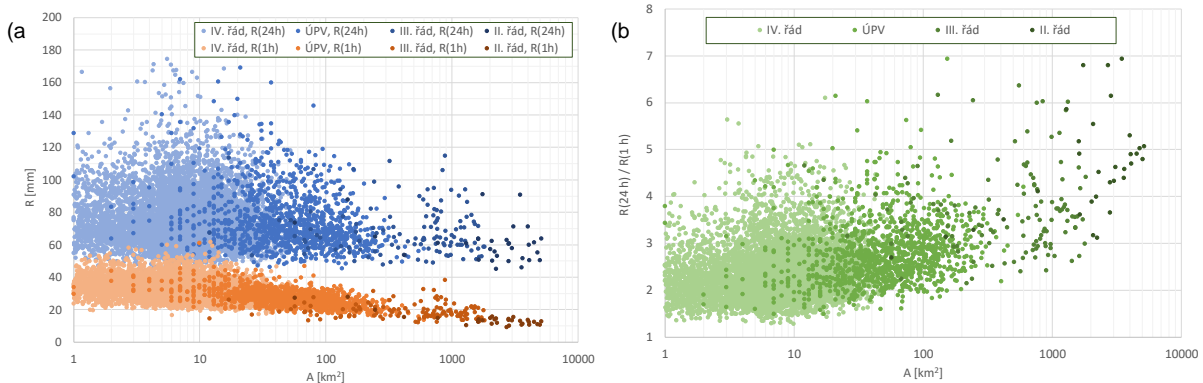 (a)
IV. řád, R(24h) ÚPV, R(24h) III. řád, R(24h) II. řád, R(24h)
IV. řád, R(1h) ÚPV, R(1h) III. řád, R(1h) II. řád, R(1h)
R [mm]
200
180
160
140
120
100
80
60
40
20
0
1 10 100 1000 10000
A [km²]
(b)
IV. řád ÚPV III. řád II. řád
R(24 h) / R(1 h)
8
7
6
5
4
3
2
1
1 10 100 1000 10000
A [km²]